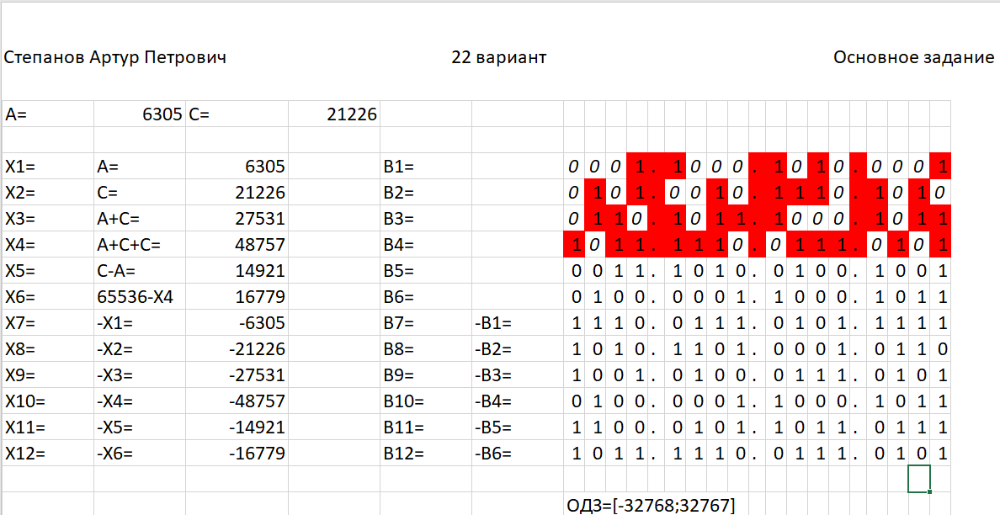 Степанов Артур Петрович 22 вариант Основное задание
A= 6305 C= 21226
X1= A= 6305 B1= 0 0 0 1 . 1 0 0 0 . 1 0 1 0 . 0 0 0 1
X2= C= 21226 B2= 0 1 0 1 . 0 0 1 0 . 1 1 1 0 . 1 0 1 0
X3= A+C= 27531 B3= 0 1 1 0 . 1 0 1 1 . 1 0 0 0 . 1 0 1 1
X4= A+C+C= 48757 B4= 1 0 1 1 . 1 1 1 0 . 0 1 1 1 . 0 1 0 1
X5= C-A= 14921 B5= 0 0 1 1 . 1 0 1 0 . 0 1 0 0 . 1 0 0 1
X6= 65536-X4 16779 B6= 0 1 0 0 . 0 0 0 1 . 1 0 0 0 . 1 0 1 1
X7= -X1= -6305 B7= -B1= 1 1 1 0 . 0 1 1 1 . 0 1 0 1 . 1 1 1 1
X8= -X2= -21226 B8= -B2= 1 0 1 0 . 1 1 0 1 . 0 0 0 1 . 0 1 1 0
X9= -X3= -27531 B9= -B3= 1 0 0 1 . 0 1 0 0 . 0 1 1 1 . 0 1 0 1
X10= -X4= -48757 B10= -B4= 0 1 0 0 . 0 0 0 1 . 1 0 0 0 . 1 0 1 1
X11= -X5= -14921 B11= -B5= 1 1 0 0 . 0 1 0 1 . 1 0 1 1 . 0 1 1 1
X12= -X6= -16779 B12= -B6= 1 0 1 1 . 1 1 1 0 . 0 1 1 1 . 0 1 0 1
ОДЗ=[-32768;32767]